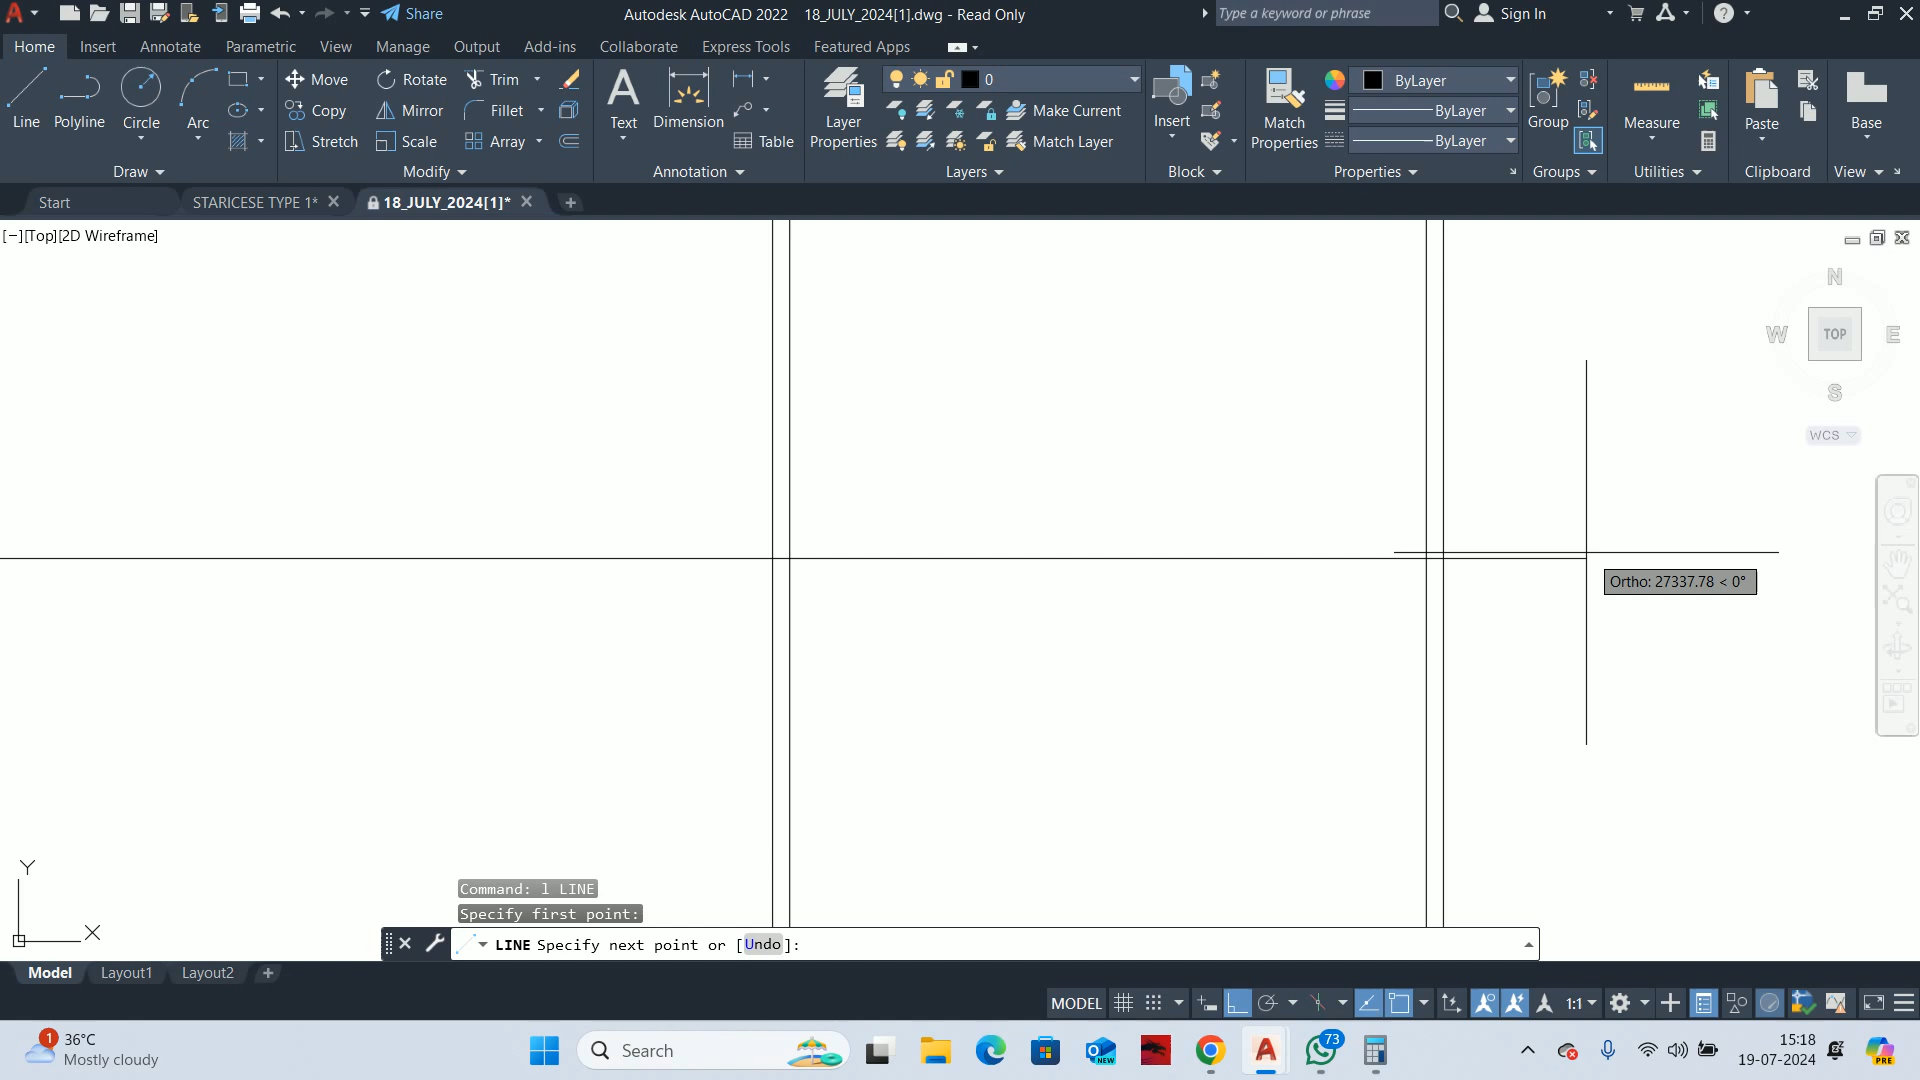 Share
Autodesk AutoCAD 2022 18_JULY_2024[1].dwg - Read Only
Type a keyword or phrase
Sign In
Home Insert Annotate Parametric View Manage Output Add-ins Collaborate Express Tools Featured Apps
Line Polyline Circle Arc
Move Rotate Trim
Copy Mirror Fillet
Stretch Scale Array
Text Dimension Table
Layer Properties
0
Make Current
Match Layer
Insert
Match Properties
ByLayer
ByLayer
ByLayer
Group
Measure
Paste
Base
Draw Modify Annotation Layers Block Properties Groups Utilities Clipboard View
Start STARICESE TYPE 1* 18_JULY_2024[1]*
[−][Top][2D Wireframe]
N
W TOP E
S
WCS
Ortho: 27337.78 < 0°
Y
X
Command: l LINE
Specify first point:
LINE Specify next point or [Undo]:
Model Layout1 Layout2
MODEL 1:1
1
36°C
Mostly cloudy
Search
NEW
73
15:18
19-07-2024
PRE